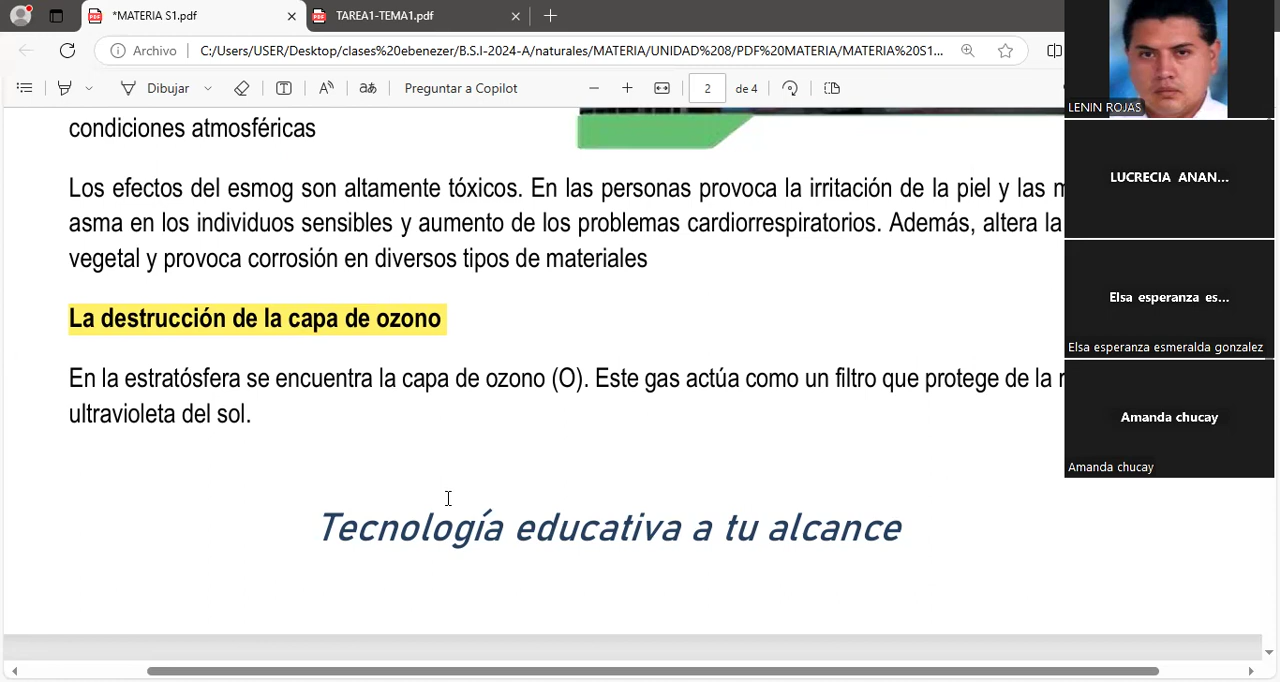 *MATERIA S1.pdf
TAREA1-TEMA1.pdf
Archivo
C:/Users/USER/Desktop/clases%20ebenezer/B.S.I-2024-A/naturales/MATERIA/UNIDAD%208/PDF%20MATERIA/MATERIA%20S1...
Dibujar
aあ
Preguntar a Copilot
2
de 4
condiciones atmosféricas
Los efectos del esmog son altamente tóxicos. En las personas provoca la irritación de la piel y las
asma en los individuos sensibles y aumento de los problemas cardiorrespiratorios. Además, altera la
vegetal y provoca corrosión en diversos tipos de materiales
La destrucción de la capa de ozono
En la estratósfera se encuentra la capa de ozono (O). Este gas actúa como un filtro que protege de la
ultravioleta del sol.
Tecnología educativa a tu alcance
LENIN ROJAS
LUCRECIA ANAN...
Elsa esperanza es...
Elsa esperanza esmeralda gonzalez
Amanda chucay
Amanda chucay